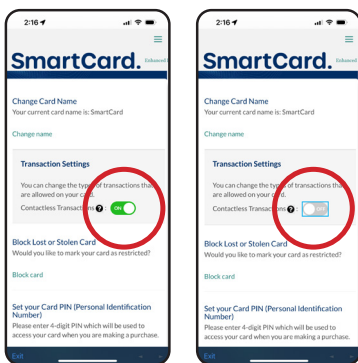 2:16
SmartCard.
Enhanced
Change Card Name
Your current card name is: SmartCard
Change name
Transaction Settings
You can change the types of transactions that
are allowed on your card.
Contactless Transactions ? : ON
Block Lost or Stolen Card
Would you like to mark your card as restricted?
Block card
Set your Card PIN (Personal Identification
Number)
Please enter 4-digit PIN which will be used to
access your card when you are making a purchase.
Exit
2:16
SmartCard.
Enhanced
Change Card Name
Your current card name is: SmartCard
Change name
Transaction Settings
You can change the types of transactions that
are allowed on your card.
Contactless Transactions ? : OFF
Block Lost or Stolen Card
Would you like to mark your card as restricted?
Block card
Set your Card PIN (Personal Identification
Number)
Please enter 4-digit PIN which will be used to
access your card when you are making a purchase.
Exit